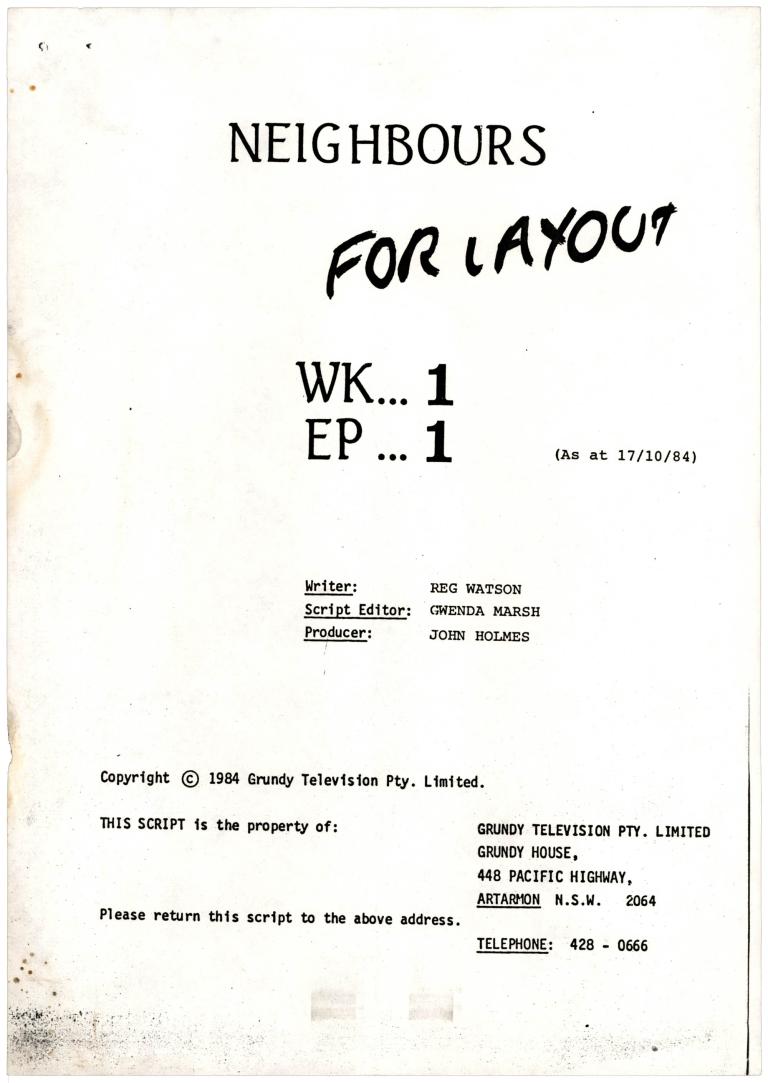 NEIGHBOURS
FOR LAYOUT
WK... 1
EP ... 1
(As at 17/10/84)
Writer: REG WATSON
Script Editor: GWENDA MARSH
Producer: JOHN HOLMES
Copyright © 1984 Grundy Television Pty. Limited.
THIS SCRIPT is the property of:
GRUNDY TELEVISION PTY. LIMITED
GRUNDY HOUSE,
448 PACIFIC HIGHWAY,
ARTARMON N.S.W. 2064
Please return this script to the above address.
TELEPHONE: 428 - 0666